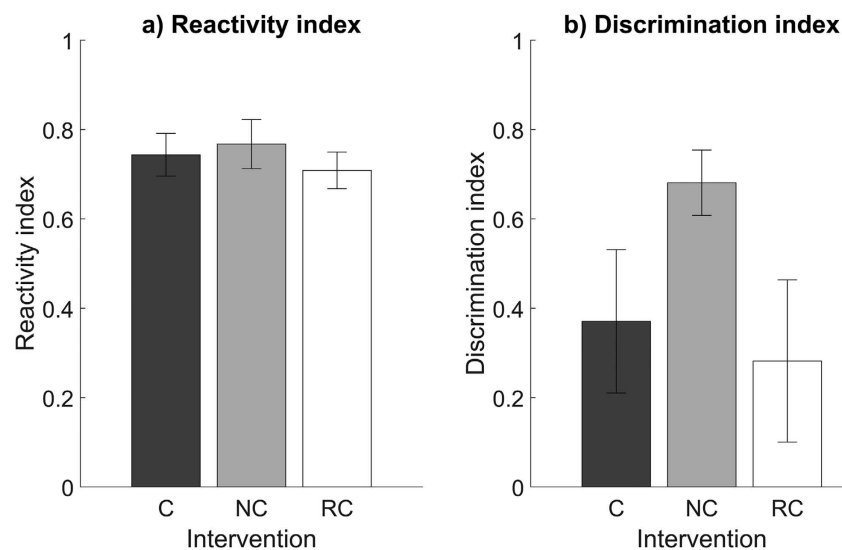 a) Reactivity index
Reactivity index
1
0.8
0.6
0.4
0.2
0
C NC RC
Intervention
b) Discrimination index
Discrimination index
1
0.8
0.6
0.4
0.2
0
C NC RC
Intervention